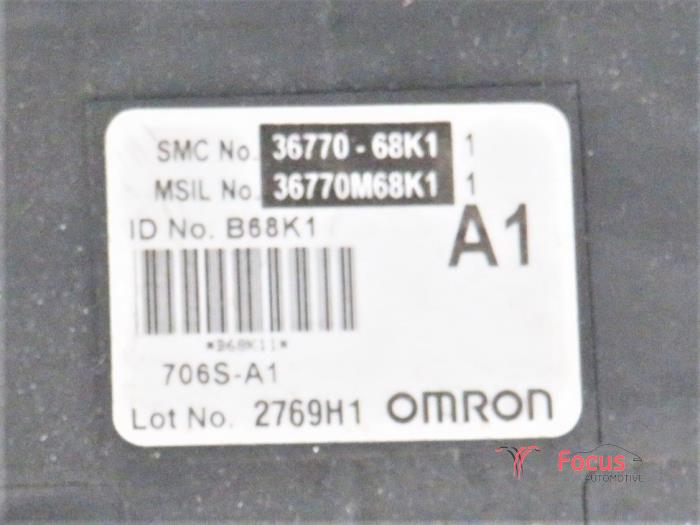 SMC No. 36770-68K1 1
MSIL No. 36770M68K1 1
ID No. B68K1
A1
*B68K11*
706S-A1
Lot No. 2769H1 OMRON
Focus
AUTOMOTIVE